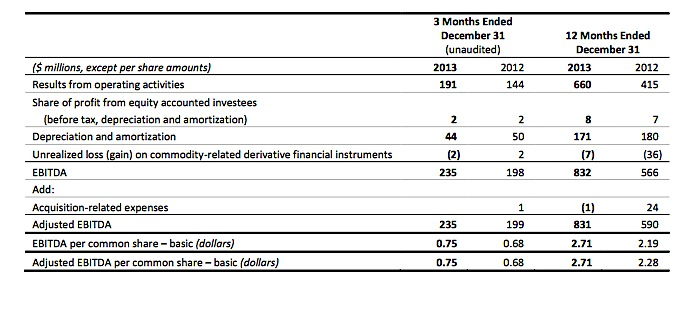 3 Months Ended
December 31 12 Months Ended
(unaudited) December 31
($ millions, except per share amounts) 2013 2012 2013 2012
Results from operating activities 191 144 660 415
Share of profit from equity accounted investees
(before tax, depreciation and amortization) 2 2 8 7
Depreciation and amortization 44 50 171 180
Unrealized loss (gain) on commodity-related derivative financial instruments (2) 2 (7) (36)
EBITDA 235 198 832 566
Add:
Acquisition-related expenses 1 (1) 24
Adjusted EBITDA 235 199 831 590
EBITDA per common share – basic (dollars) 0.75 0.68 2.71 2.19
Adjusted EBITDA per common share – basic (dollars) 0.75 0.68 2.71 2.28